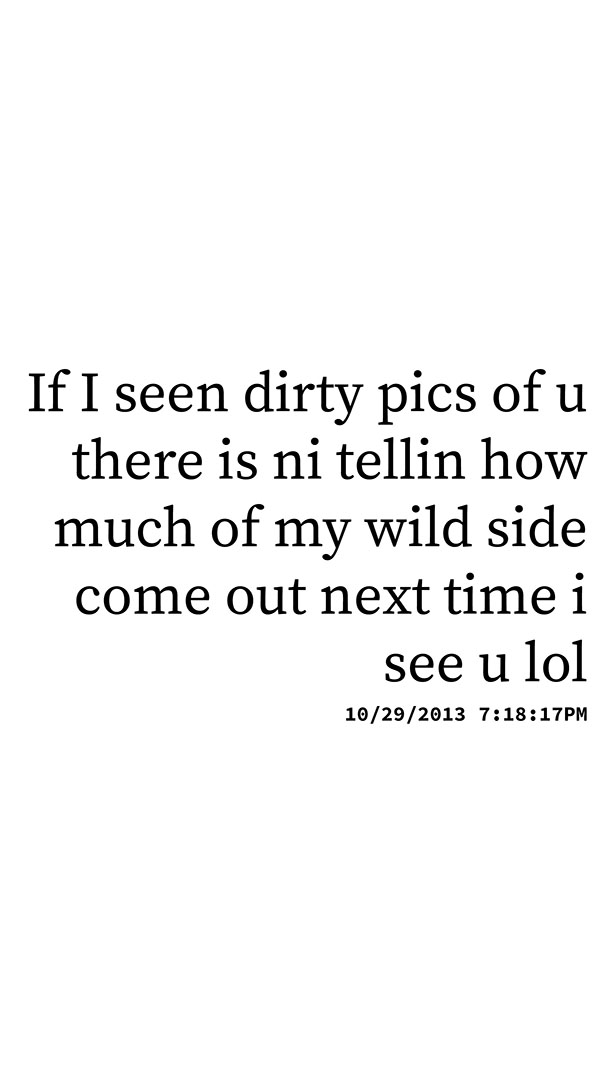 If I seen dirty pics of u
there is ni tellin how
much of my wild side
come out next time i
see u lol
10/29/2013 7:18:17PM